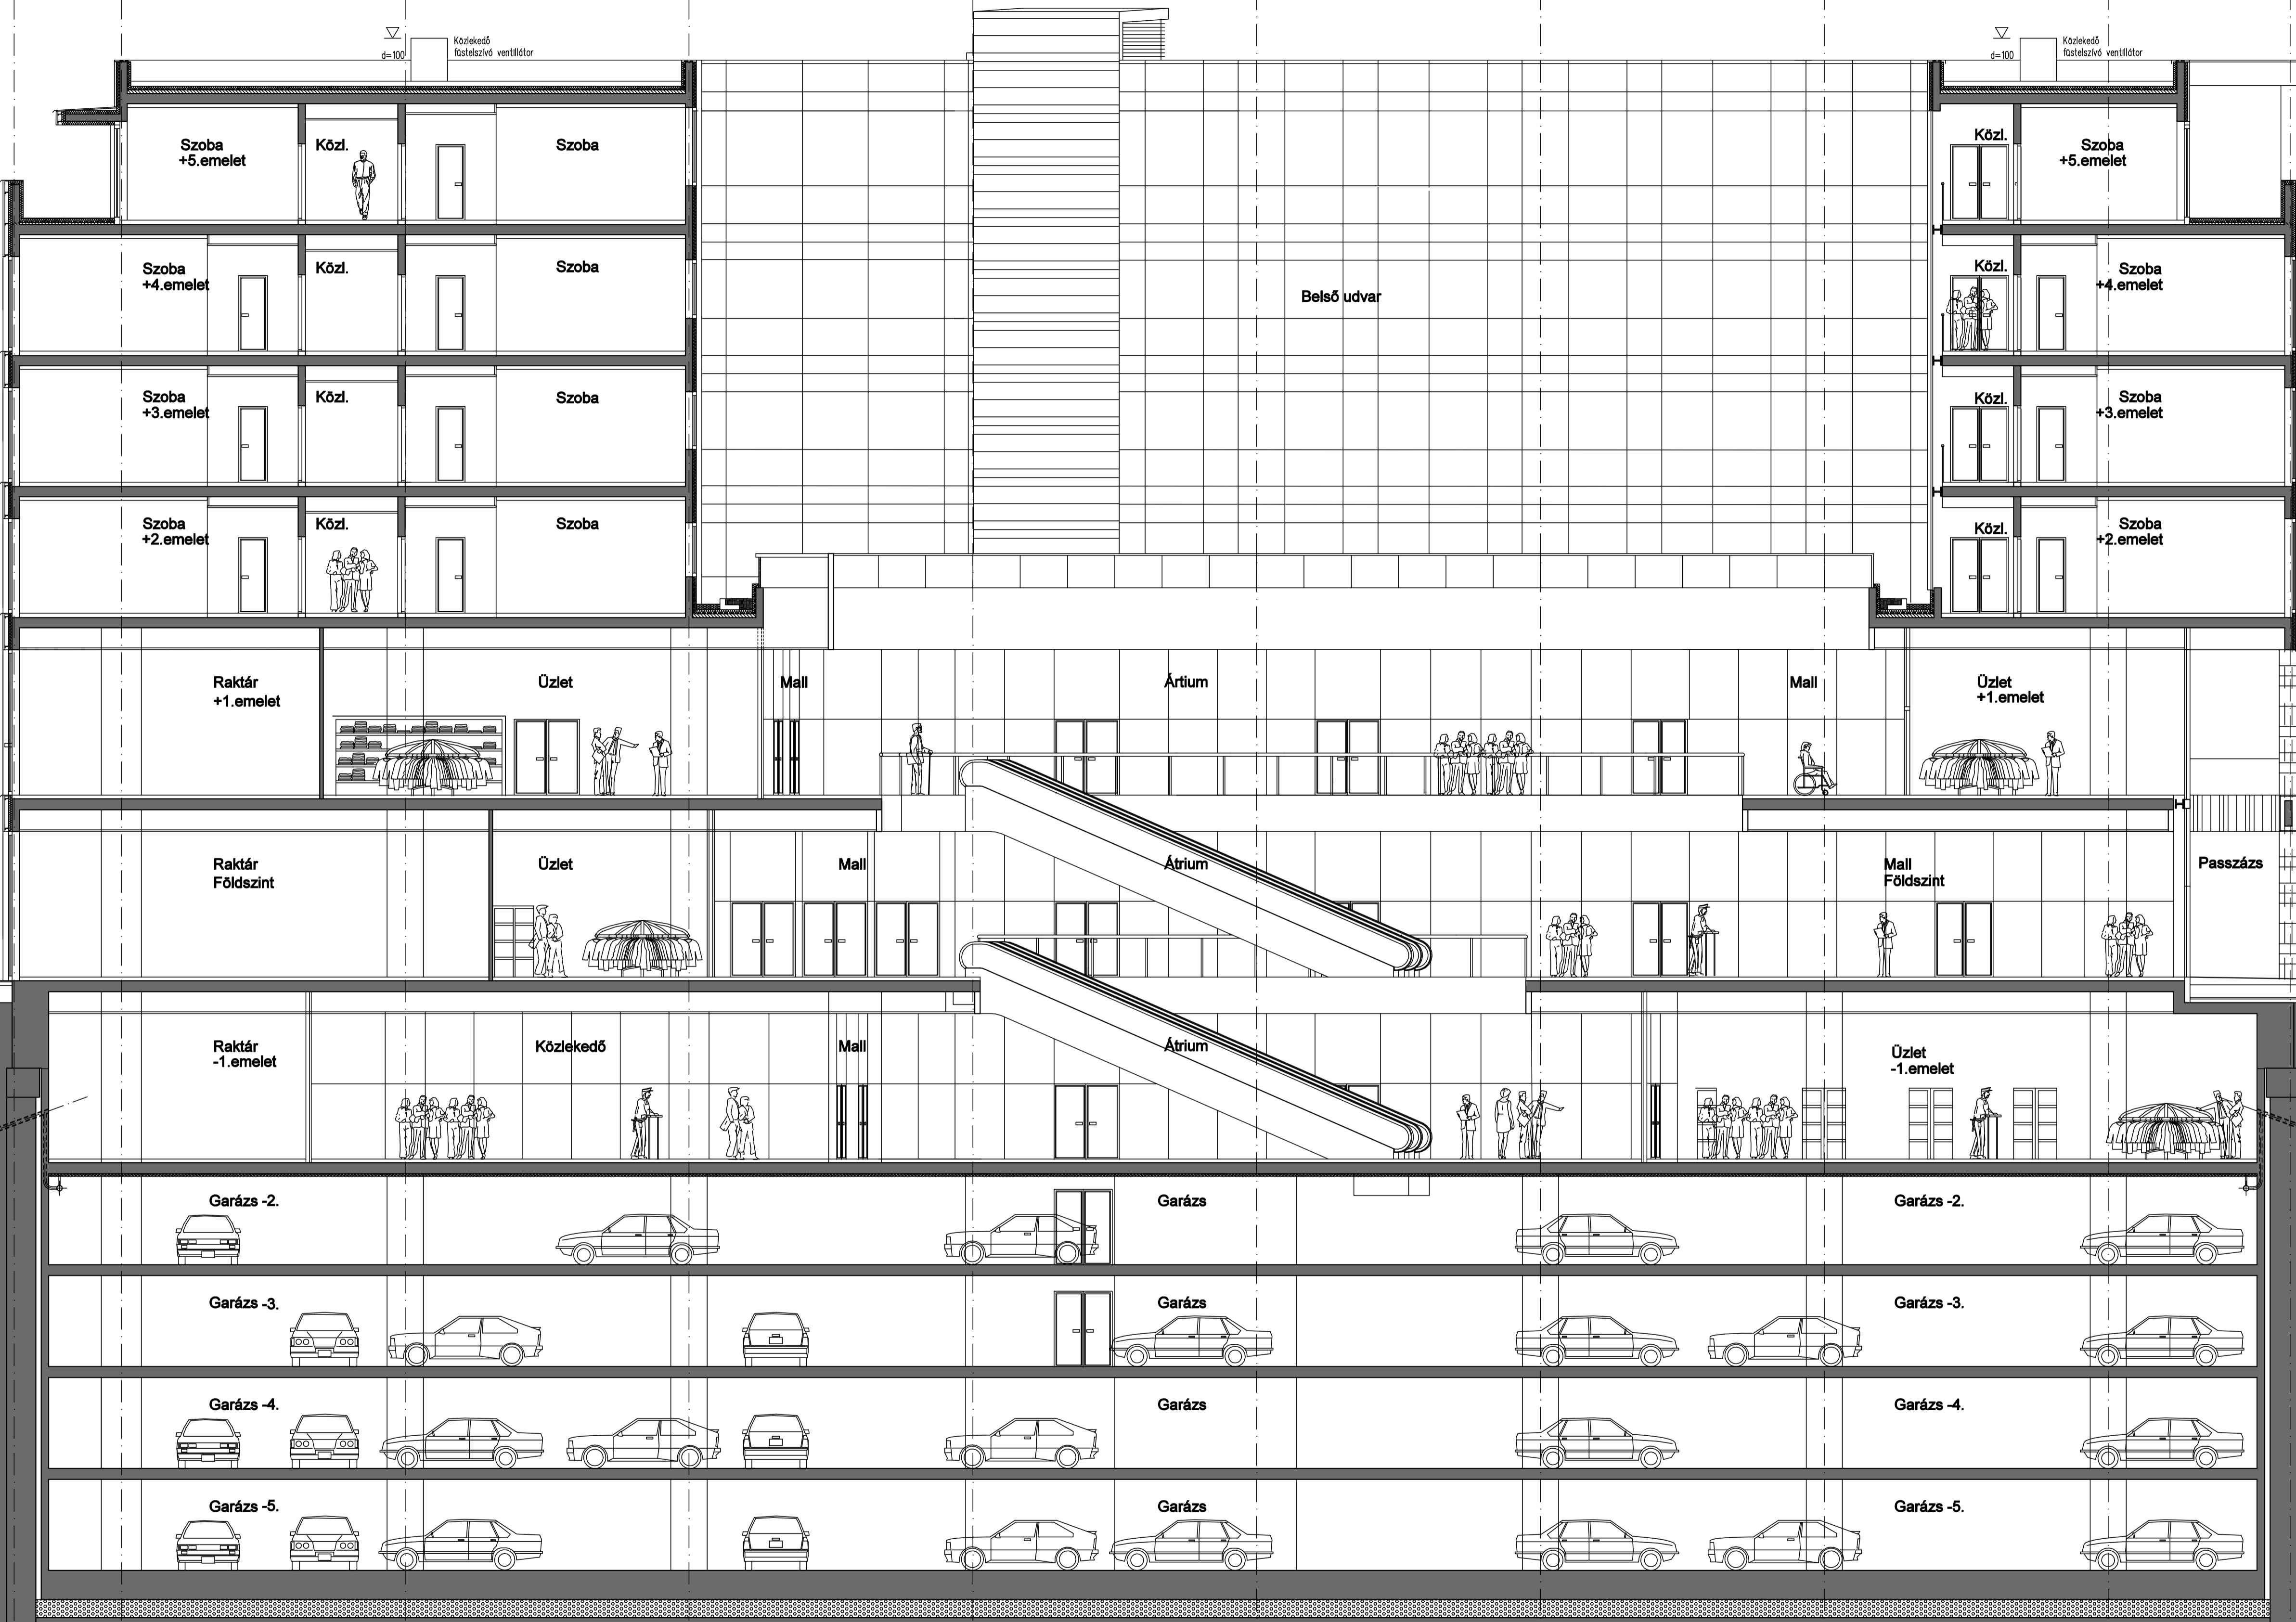 Közlekedő
füstelszívó ventillátor
d=100
Közlekedő
füstelszívó ventillátor
d=100
Szoba
+5.emelet
Közl.
Szoba
Közl.
Szoba
+5.emelet
Szoba
+4.emelet
Közl.
Szoba
Belső udvar
Közl.
Szoba
+4.emelet
Szoba
+3.emelet
Közl.
Szoba
Közl.
Szoba
+3.emelet
Szoba
+2.emelet
Közl.
Szoba
Közl.
Szoba
+2.emelet
Raktár
+1.emelet
Üzlet
Mall
Ártium
Mall
Üzlet
+1.emelet
Raktár
Földszint
Üzlet
Mall
Átrium
Mall
Földszint
Passzázs
Raktár
-1.emelet
Közlekedő
Mall
Átrium
Üzlet
-1.emelet
Garázs -2.
Garázs
Garázs -2.
Garázs -3.
Garázs
Garázs -3.
Garázs -4.
Garázs
Garázs -4.
Garázs -5.
Garázs
Garázs -5.